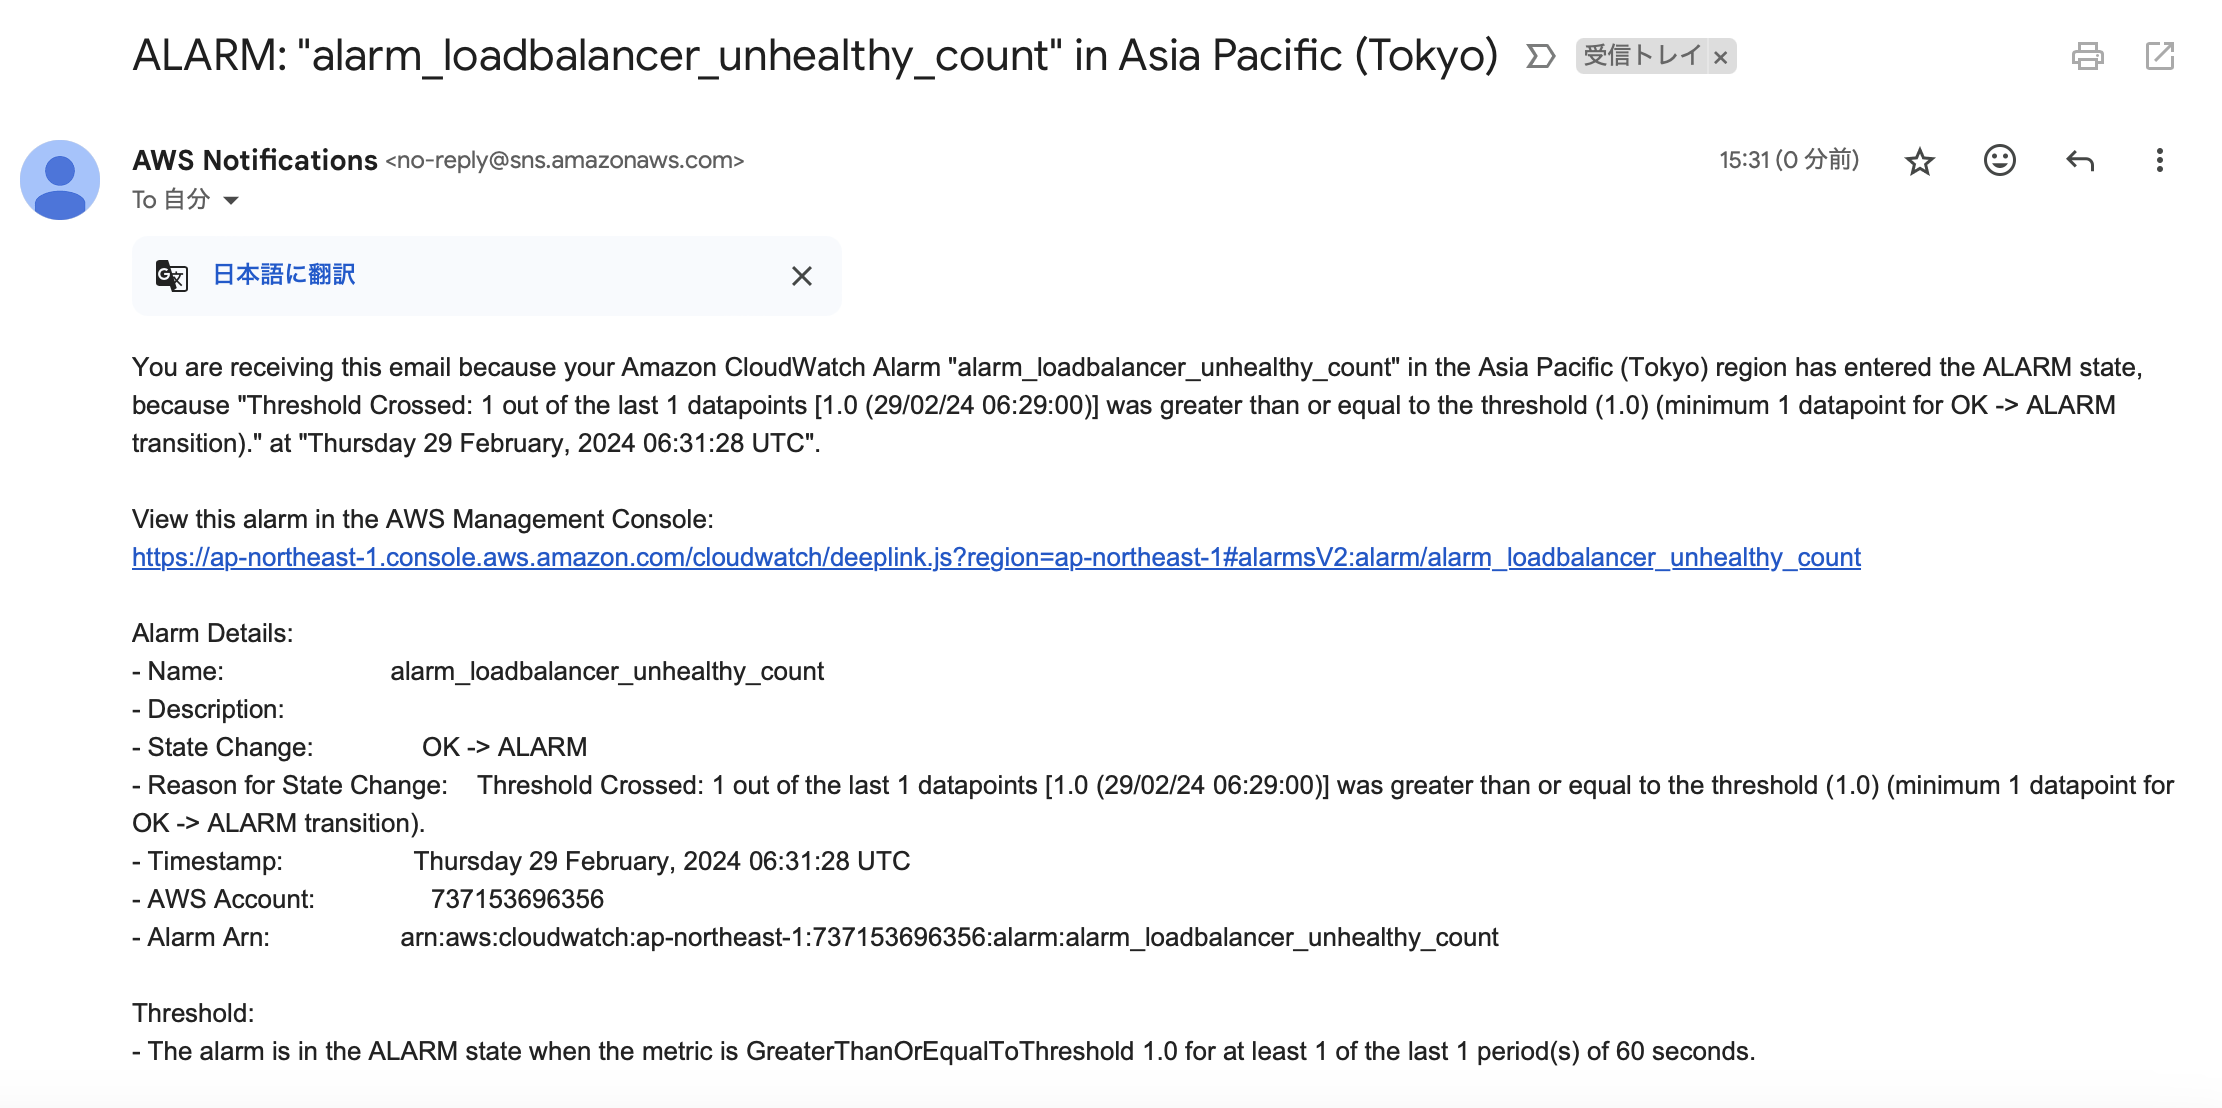 ALARM: "alarm_loadbalancer_unhealthy_count" in Asia Pacific (Tokyo) 受信トレイ ×
AWS Notifications <no-reply@sns.amazonaws.com> 15:31 (0 分前)
To 自分
日本語に翻訳
You are receiving this email because your Amazon CloudWatch Alarm "alarm_loadbalancer_unhealthy_count" in the Asia Pacific (Tokyo) region has entered the ALARM state,
because "Threshold Crossed: 1 out of the last 1 datapoints [1.0 (29/02/24 06:29:00)] was greater than or equal to the threshold (1.0) (minimum 1 datapoint for OK -> ALARM
transition)." at "Thursday 29 February, 2024 06:31:28 UTC".
View this alarm in the AWS Management Console:
https://ap-northeast-1.console.aws.amazon.com/cloudwatch/deeplink.js?region=ap-northeast-1#alarmsV2:alarm/alarm_loadbalancer_unhealthy_count
Alarm Details:
- Name: alarm_loadbalancer_unhealthy_count
- Description:
- State Change: OK -> ALARM
- Reason for State Change: Threshold Crossed: 1 out of the last 1 datapoints [1.0 (29/02/24 06:29:00)] was greater than or equal to the threshold (1.0) (minimum 1 datapoint for
OK -> ALARM transition).
- Timestamp: Thursday 29 February, 2024 06:31:28 UTC
- AWS Account: 737153696356
- Alarm Arn: arn:aws:cloudwatch:ap-northeast-1:737153696356:alarm:alarm_loadbalancer_unhealthy_count
Threshold:
- The alarm is in the ALARM state when the metric is GreaterThanOrEqualToThreshold 1.0 for at least 1 of the last 1 period(s) of 60 seconds.